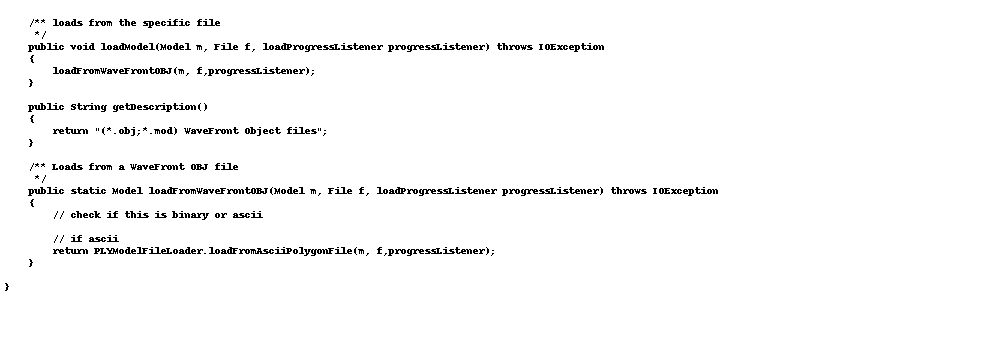 /** loads from the specific file
*/
public void loadModel(Model m, File f, loadProgressListener progressListener) throws IOException
{
loadFromWaveFrontOBJ(m, f,progressListener);
}
public String getDescription()
{
return "(*.obj;*.mod) WaveFront Object files";
}
/** Loads from a WaveFront OBJ file
*/
public static Model loadFromWaveFrontOBJ(Model m, File f, loadProgressListener progressListener) throws IOException
{
// check if this is binary or ascii
// if ascii
return PLYModelFileLoader.loadFromAsciiPolygonFile(m, f,progressListener);
}
}